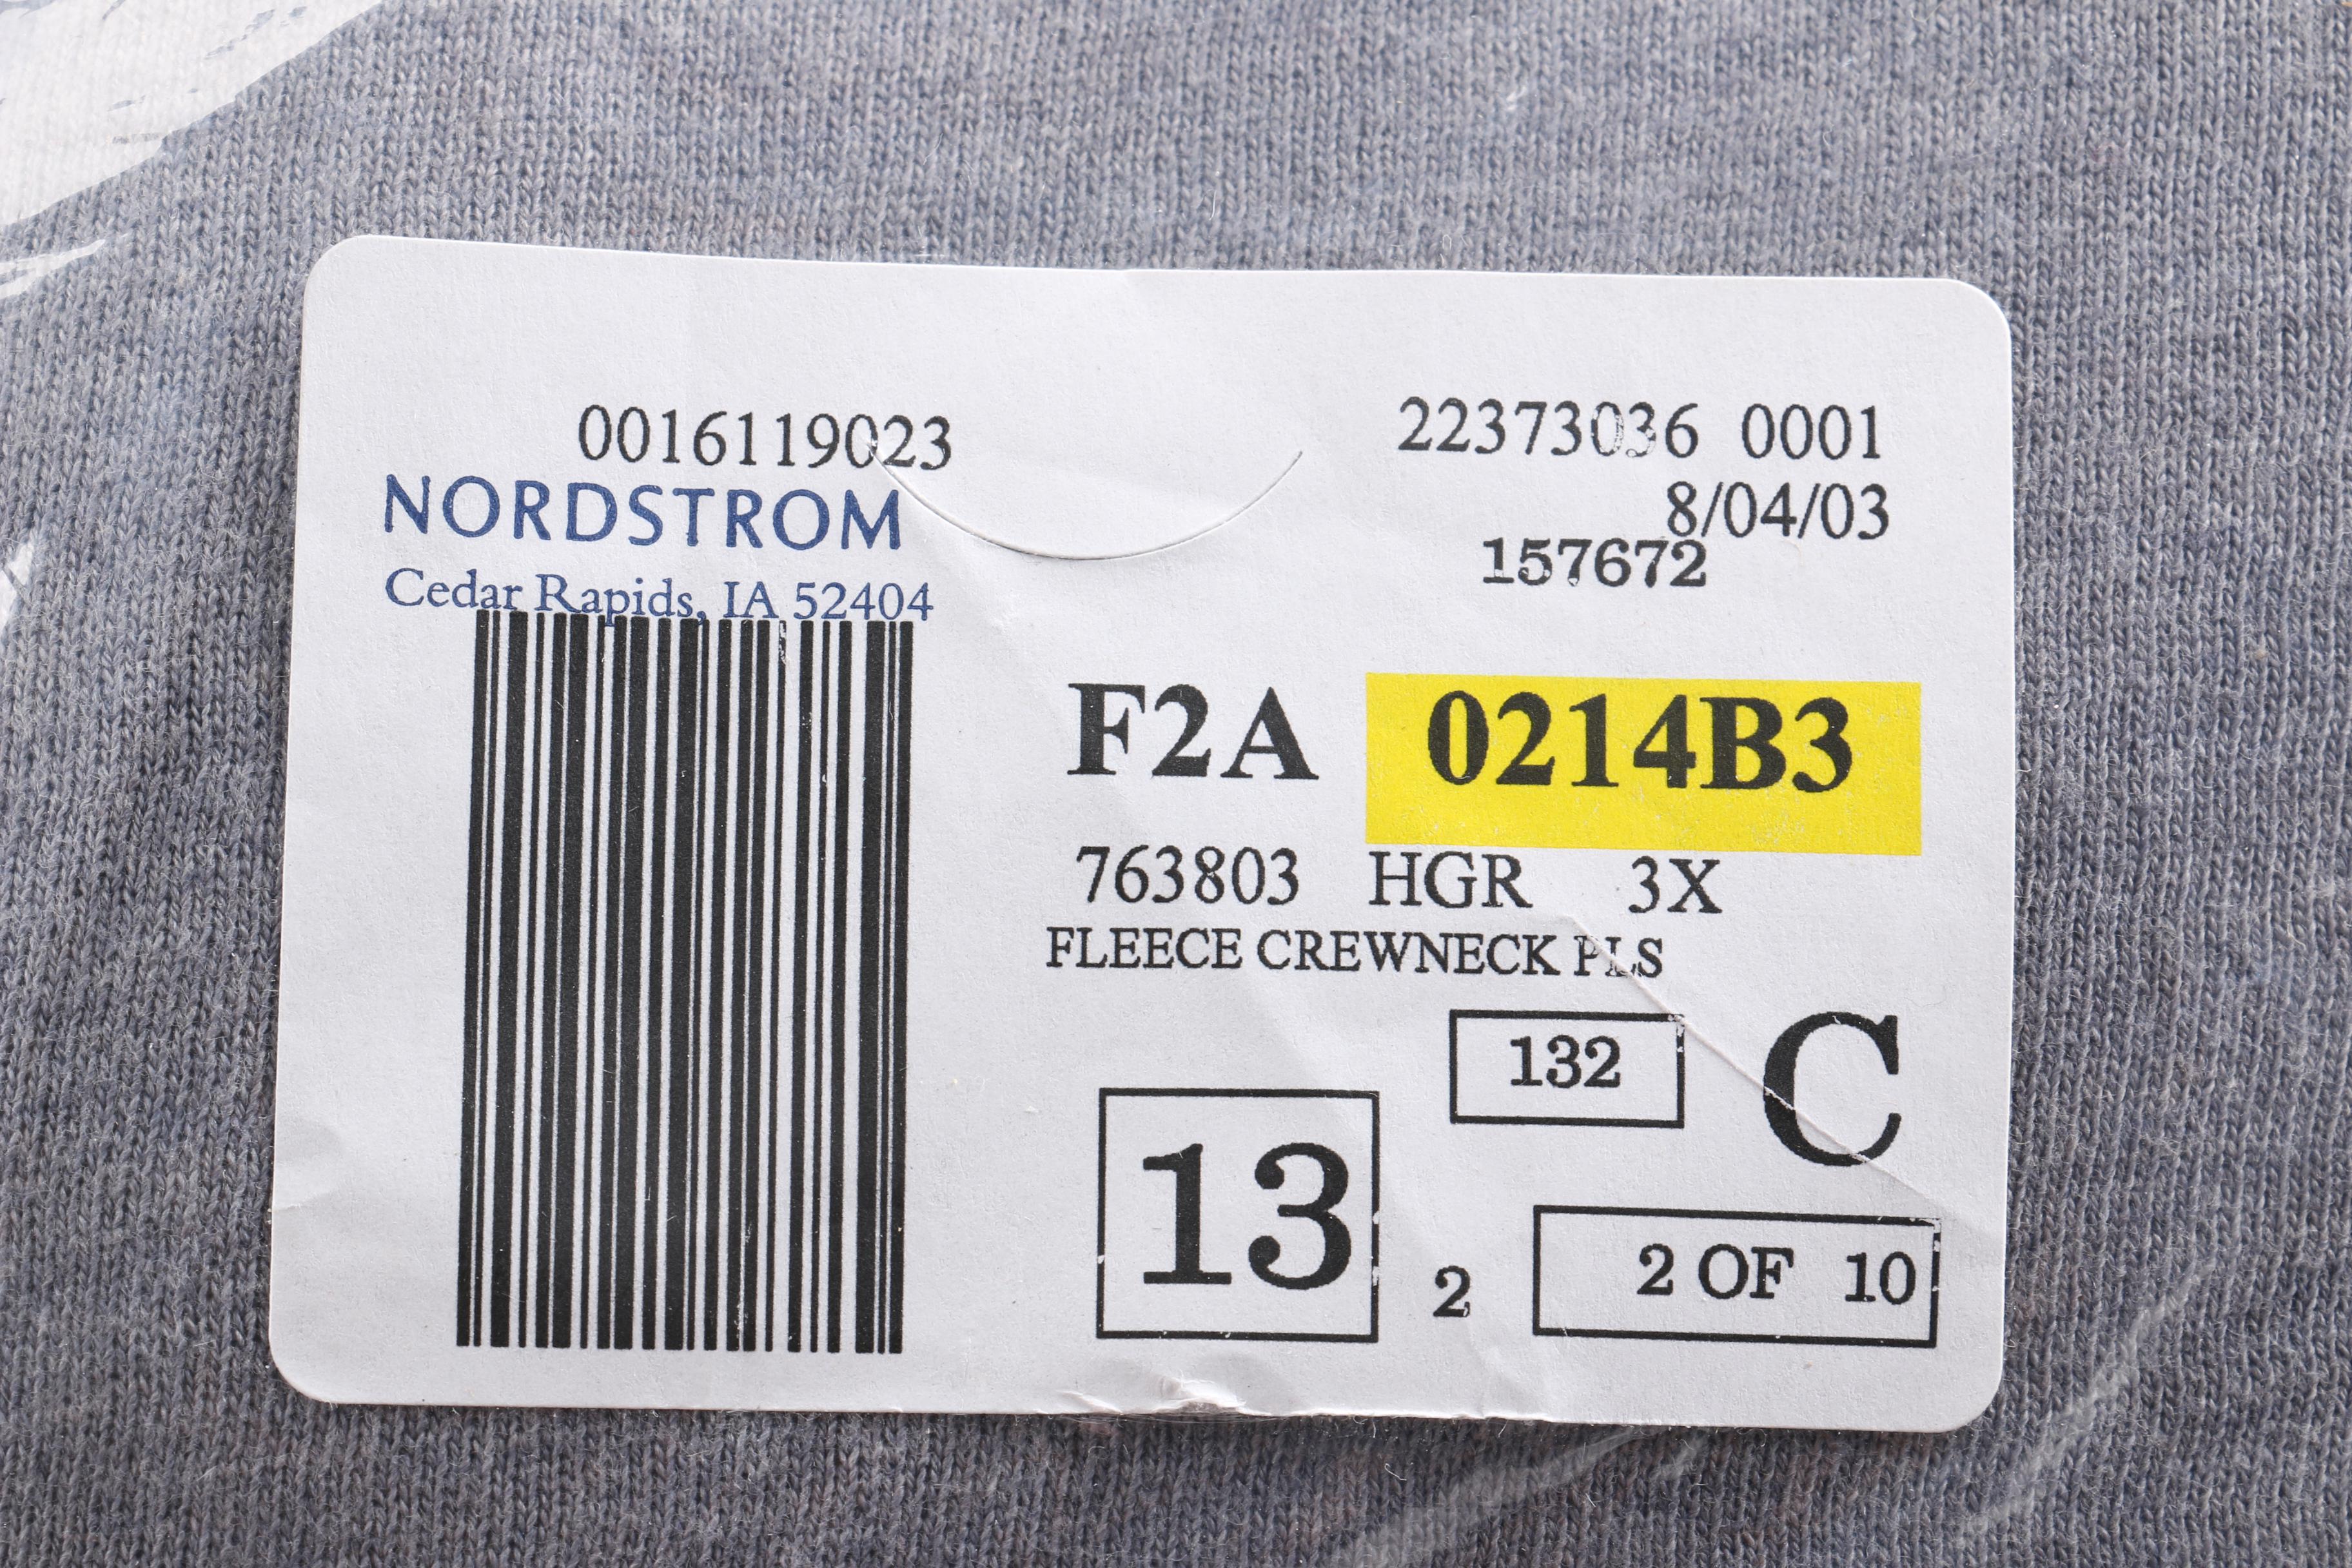 0016119023 22373036 0001
NORDSTROM 8/04/03
157672
Cedar Rapids, IA 52404
F2A 0214B3
763803 HGR 3X
FLEECE CREWNECK PLS
132 C
13 2 2 OF 10